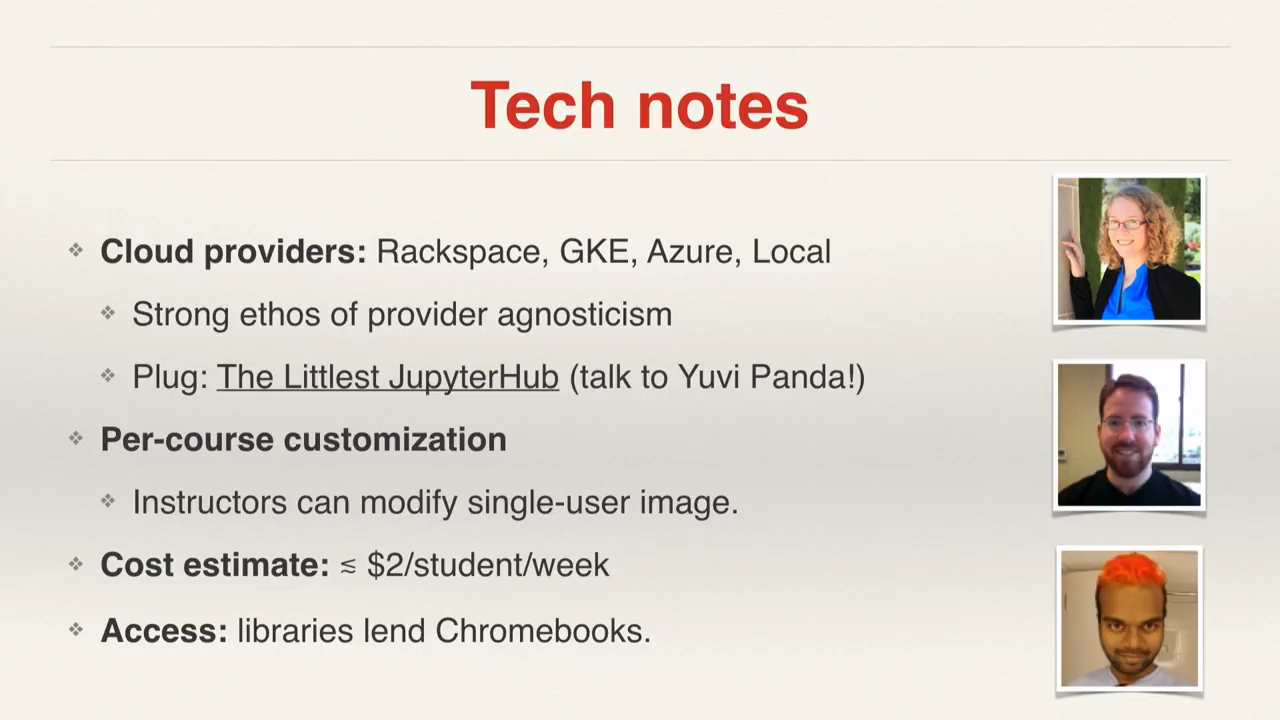 Tech notes
Cloud providers: Rackspace, GKE, Azure, Local
Strong ethos of provider agnosticism
Plug: The Littlest JupyterHub (talk to Yuvi Panda!)
Per-course customization
Instructors can modify single-user image.
Cost estimate: ≲ $2/student/week
Access: libraries lend Chromebooks.